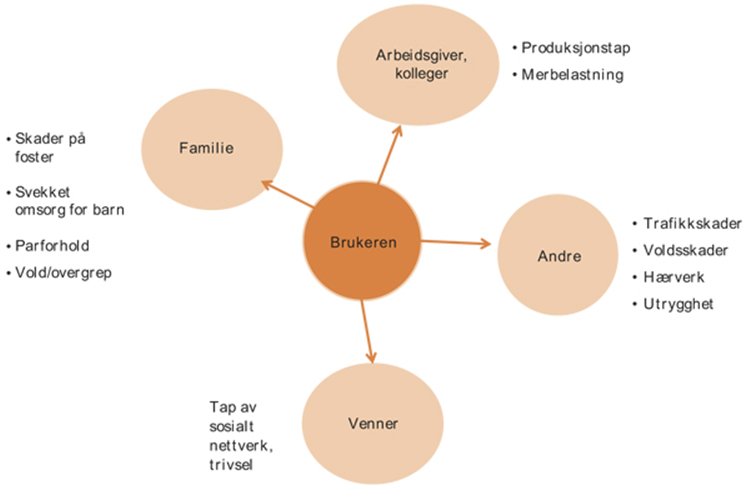 Arbeidsgiver,
kolleger
• Produksjonstap
• Merbelastning
Familie
• Skader på
foster
• Svekket
omsorg for barn
• Parforhold
• Vold/overgrep
Brukeren
Andre
• Trafikkskader
• Voldsskader
• Hærverk
• Utrygghet
Tap av
sosialt
nettverk,
trivsel
Venner